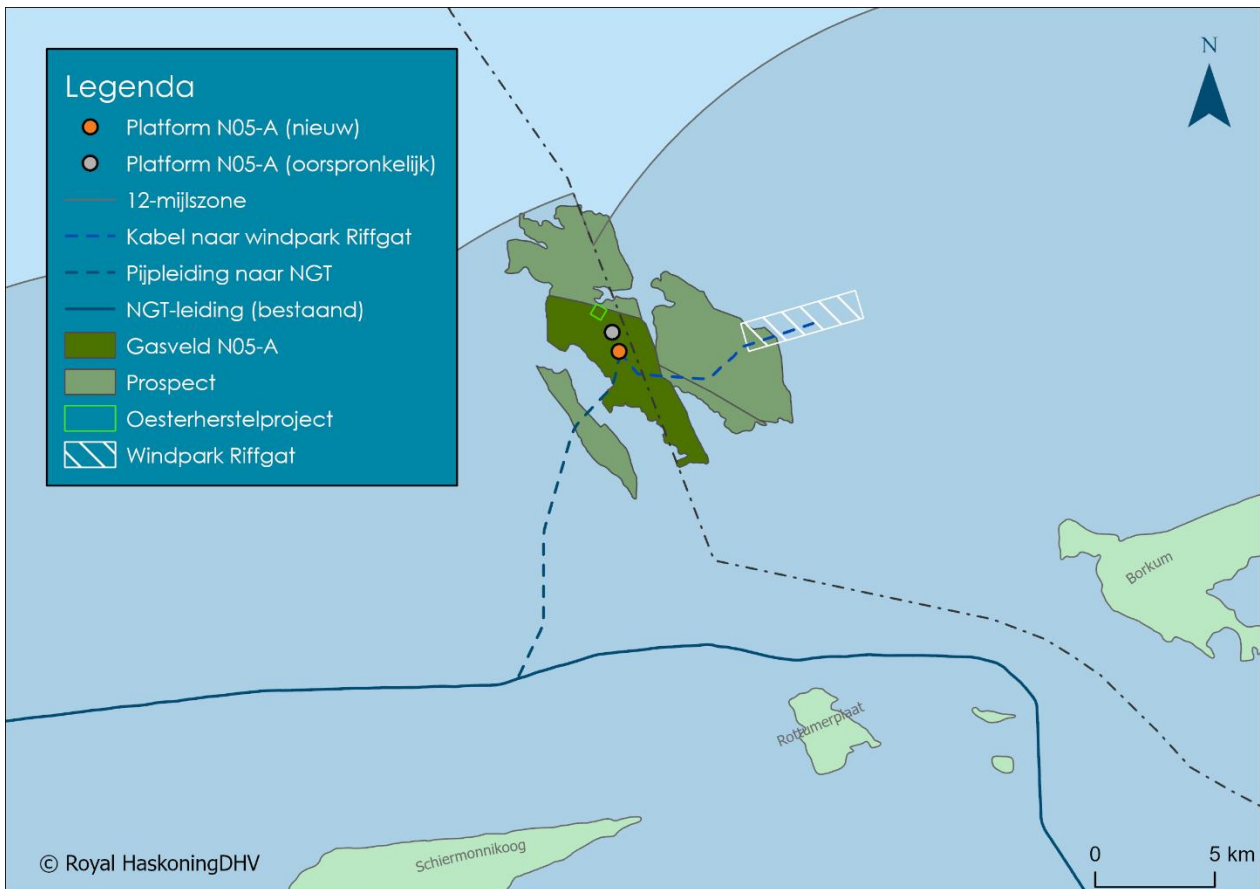 Legenda
Platform N05-A (nieuw)
Platform N05-A (oorspronkelijk)
12-mijlszone
Kabel naar windpark Riffgat
Pijpleiding naar NGT
NGT-leiding (bestaand)
Gasveld N05-A
Prospect
Oesterherstelproject
Windpark Riffgat
N
Borkum
Rottumerplaat
Schiermonnikoog
© Royal HaskoningDHV
0 5 km